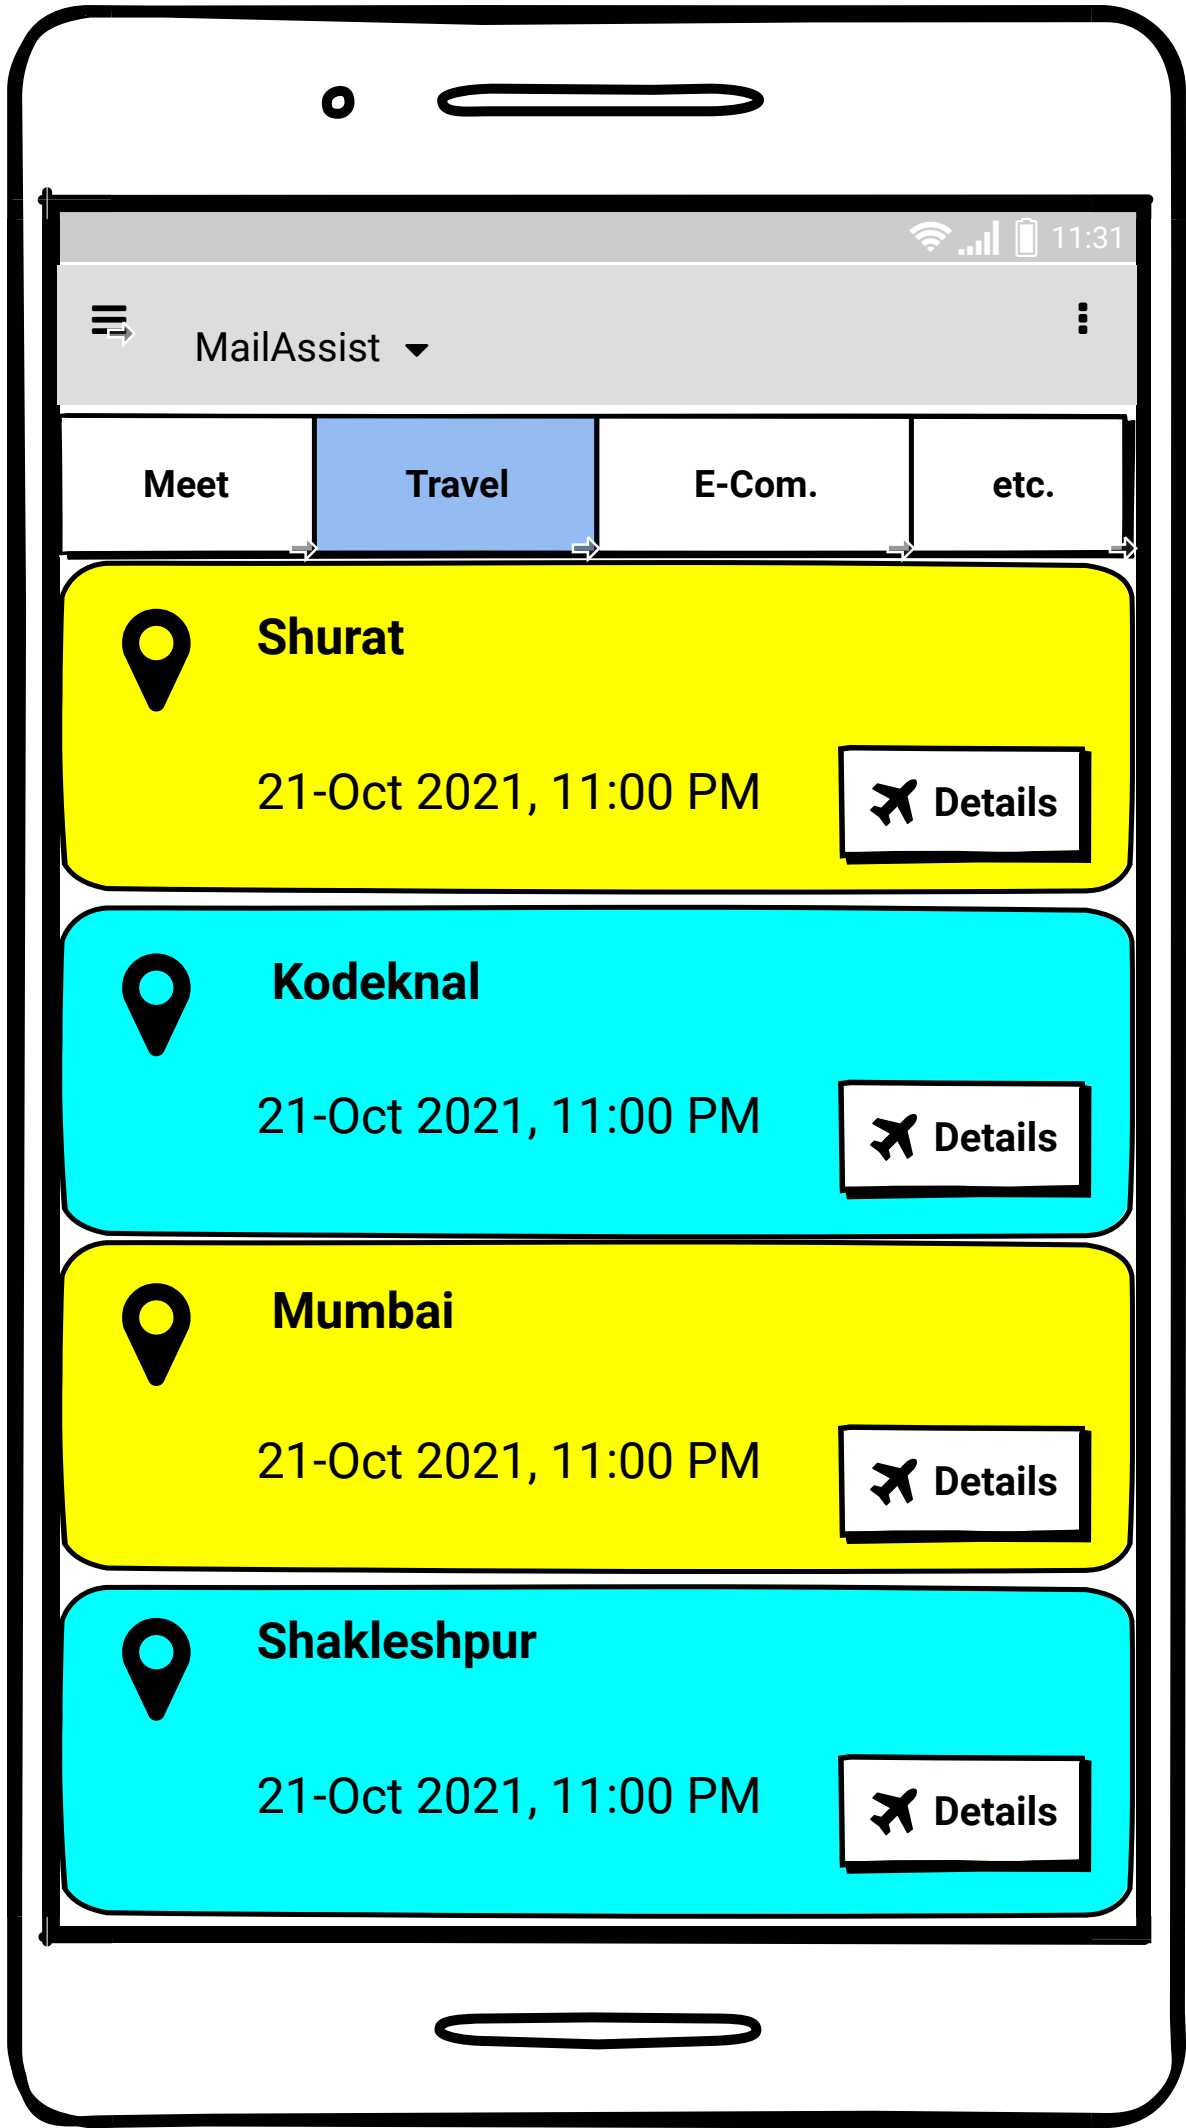 11:31
MailAssist
Meet Travel E-Com. etc.
Shurat
21-Oct 2021, 11:00 PM Details
Kodeknal
21-Oct 2021, 11:00 PM Details
Mumbai
21-Oct 2021, 11:00 PM Details
Shakleshpur
21-Oct 2021, 11:00 PM Details